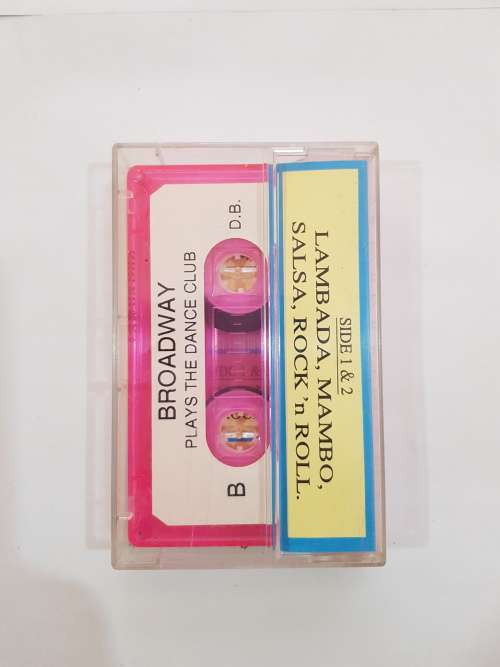 BROADWAY
PLAYS THE DANCE CLUB
B
D.B.
SIDE 1 & 2
LAMBADA, MAMBO,
SALSA, ROCK 'n ROLL.